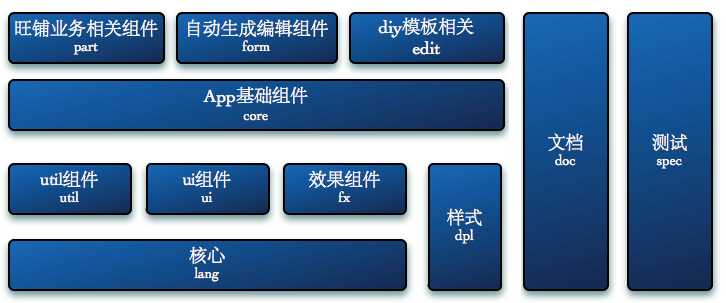 旺铺业务相关组件
part
自动生成编辑组件
form
diy模板相关
edit
App基础组件
core
util组件
util
ui组件
ui
效果组件
fx
核心
lang
样式
dpl
文档
doc
测试
spec